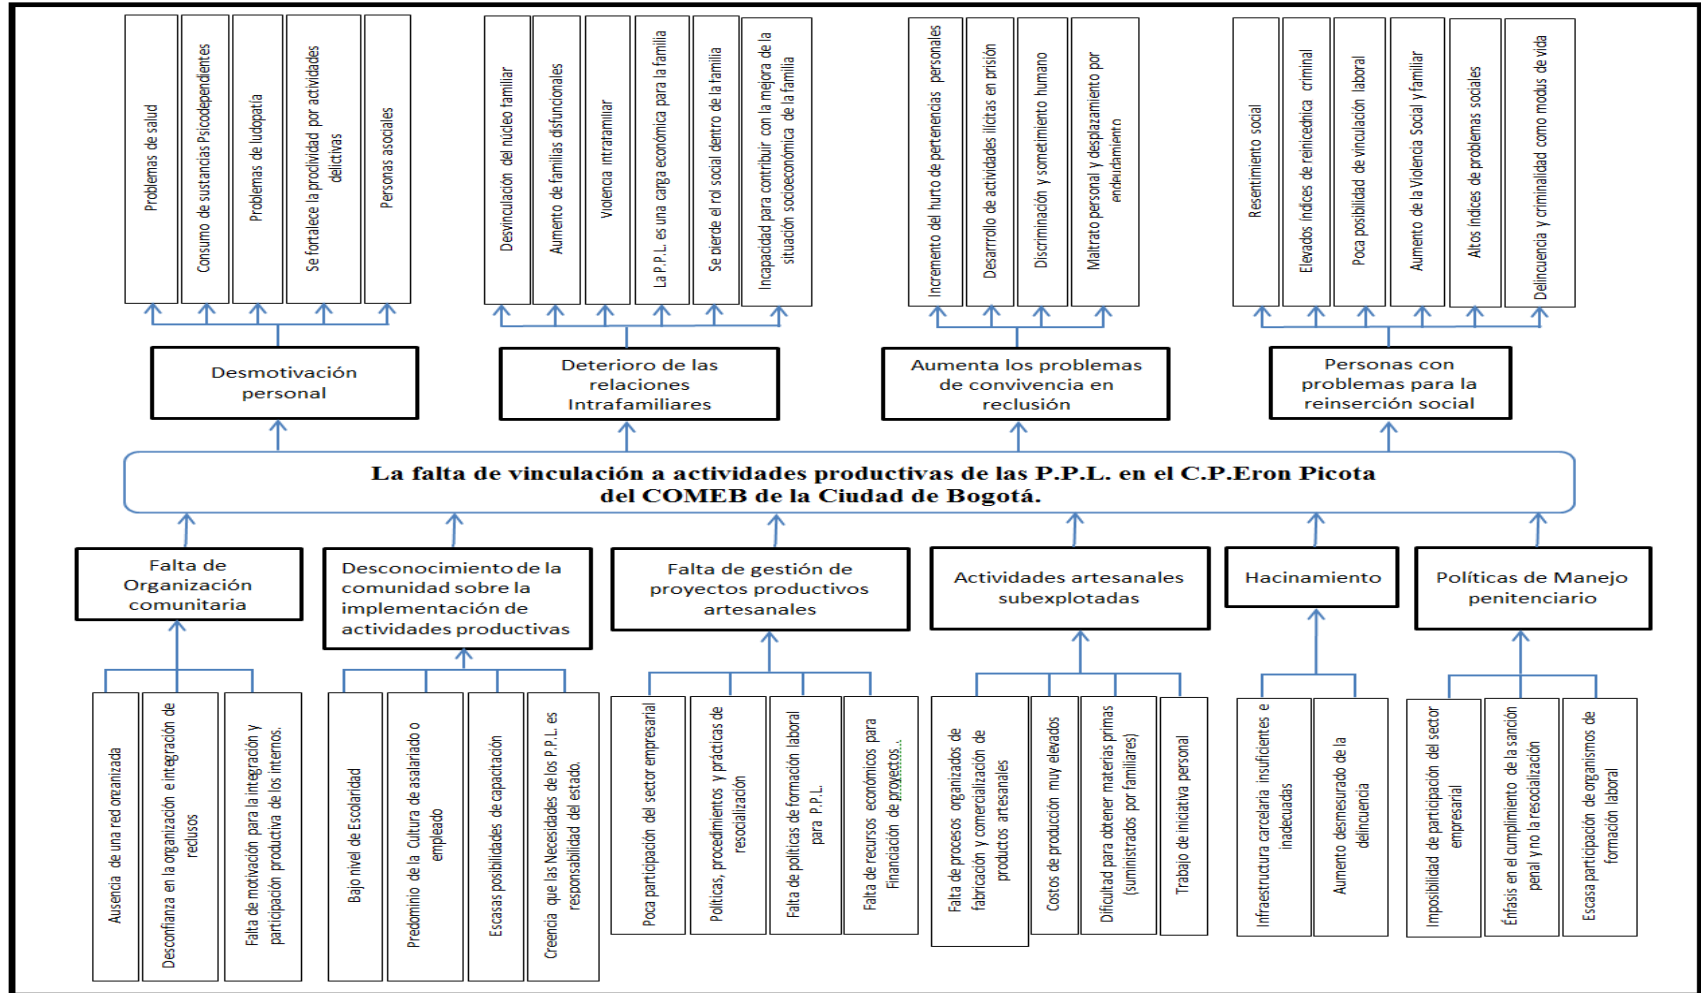 Problemas de salud
Consumo de sustancias Psicodependientes
Problemas de ludopatía
Se fortalece la proclividad por actividades
delictivas
Personas asociales
Desvinculación del núcleo familiar
Aumento de familias disfuncionales
Violencia intramiliar
La P.P.L. es una carga económica para la familia
Se pierde el rol social dentro de la familia
Incapacidad para contribuir con la mejora de la
situación socioeconómica de la familia
Incremento del hurto de pertenencias personales
Desarrrollo de actividades ilícitas en prisión
Discriminación y sometimiento humano
Maltrato personal y desplazamiento por
endeudamiento
Resentimiento social
Elevados índices de reinicedncica criminal
Poca posibilidad de vinculación laboral
Aumento de la Violencia Social y familiar
Altos índices de problemas sociales
Delincuencia y criminalidad como modus de vida
Desmotivación
personal
Deterioro de las
relaciones
Intrafamiliares
Aumenta los problemas
de convivencia en
reclusión
Personas con
problemas para la
reinserción social
La falta de vinculación a actividades productivas de las P.P.L. en el C.P.Eron Picota
del COMEB de la Ciudad de Bogotá.
Falta de
Organización
comunitaria
Desconocimiento de la
comunidad sobre la
implementación de
actividades productivas
Falta de gestión de
proyectos productivos
artesanales
Actividades artesanales
subexplotadas
Hacinamiento
Políticas de Manejo
penitenciario
Ausencia de una red organizada
Desconfianza en la organización e integración de
reclusos
Falta de motivación para la integración y
participación productiva de los internos.
Bajo nivel de Escolaridad
Predominio de la Cultura de asalariado o
empleado
Escasas posibilidades de capacitación
Creencia que las Necesidades de los P.P.L. es
responsabilidad del estado.
Poca participación del sector empresarial
Políticas, procedimientos y prácticas de
resocialización
Falta de políticas de formación laboral
para P.P.L.
Falta de recursos económicos para
Financiación de proyectos...
Falta de procesos organizados de
fabricación y comercialización de
productos artesanales
Costos de producción muy elevados
Dificultad para obtener materias primas
(suministrados por familiares)
Trabajo de iniciativa personal
Infraestructura carcelaria insuficientes e
inadecuadas
Aumento desmesurado de la
delincuencia
Imposibilidad de participación del sector
empresarial
Énfasis en el cumplimiento de la sanción
penal y no la resocialización
Escasa participación de organismos de
formación laboral